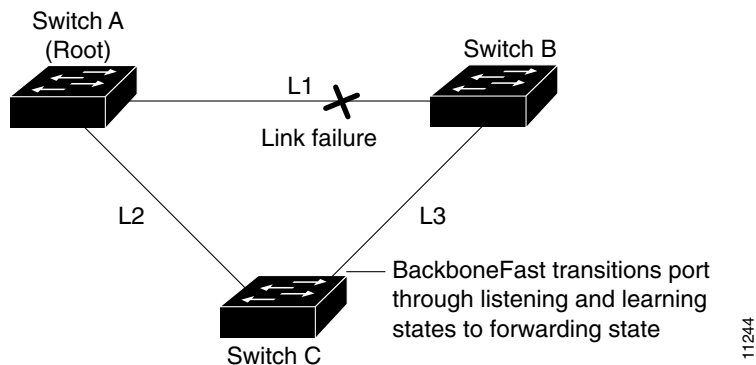 Switch A
(Root)
Switch B
L1
Link failure
L2
L3
BackboneFast transitions port
through listening and learning
states to forwarding state
Switch C
11244